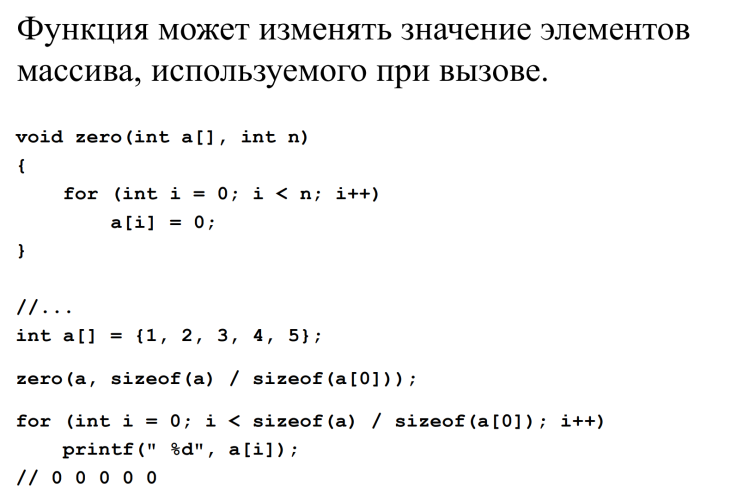 Функция может изменять значение элементов
массива, используемого при вызове.
void zero(int a[], int n)
{
    for (int i = 0; i < n; i++)
        a[i] = 0;
}
//...
int a[] = {1, 2, 3, 4, 5};
zero(a, sizeof(a) / sizeof(a[0]));
for (int i = 0; i < sizeof(a) / sizeof(a[0]); i++)
    printf(" %d", a[i]);
// 0 0 0 0 0